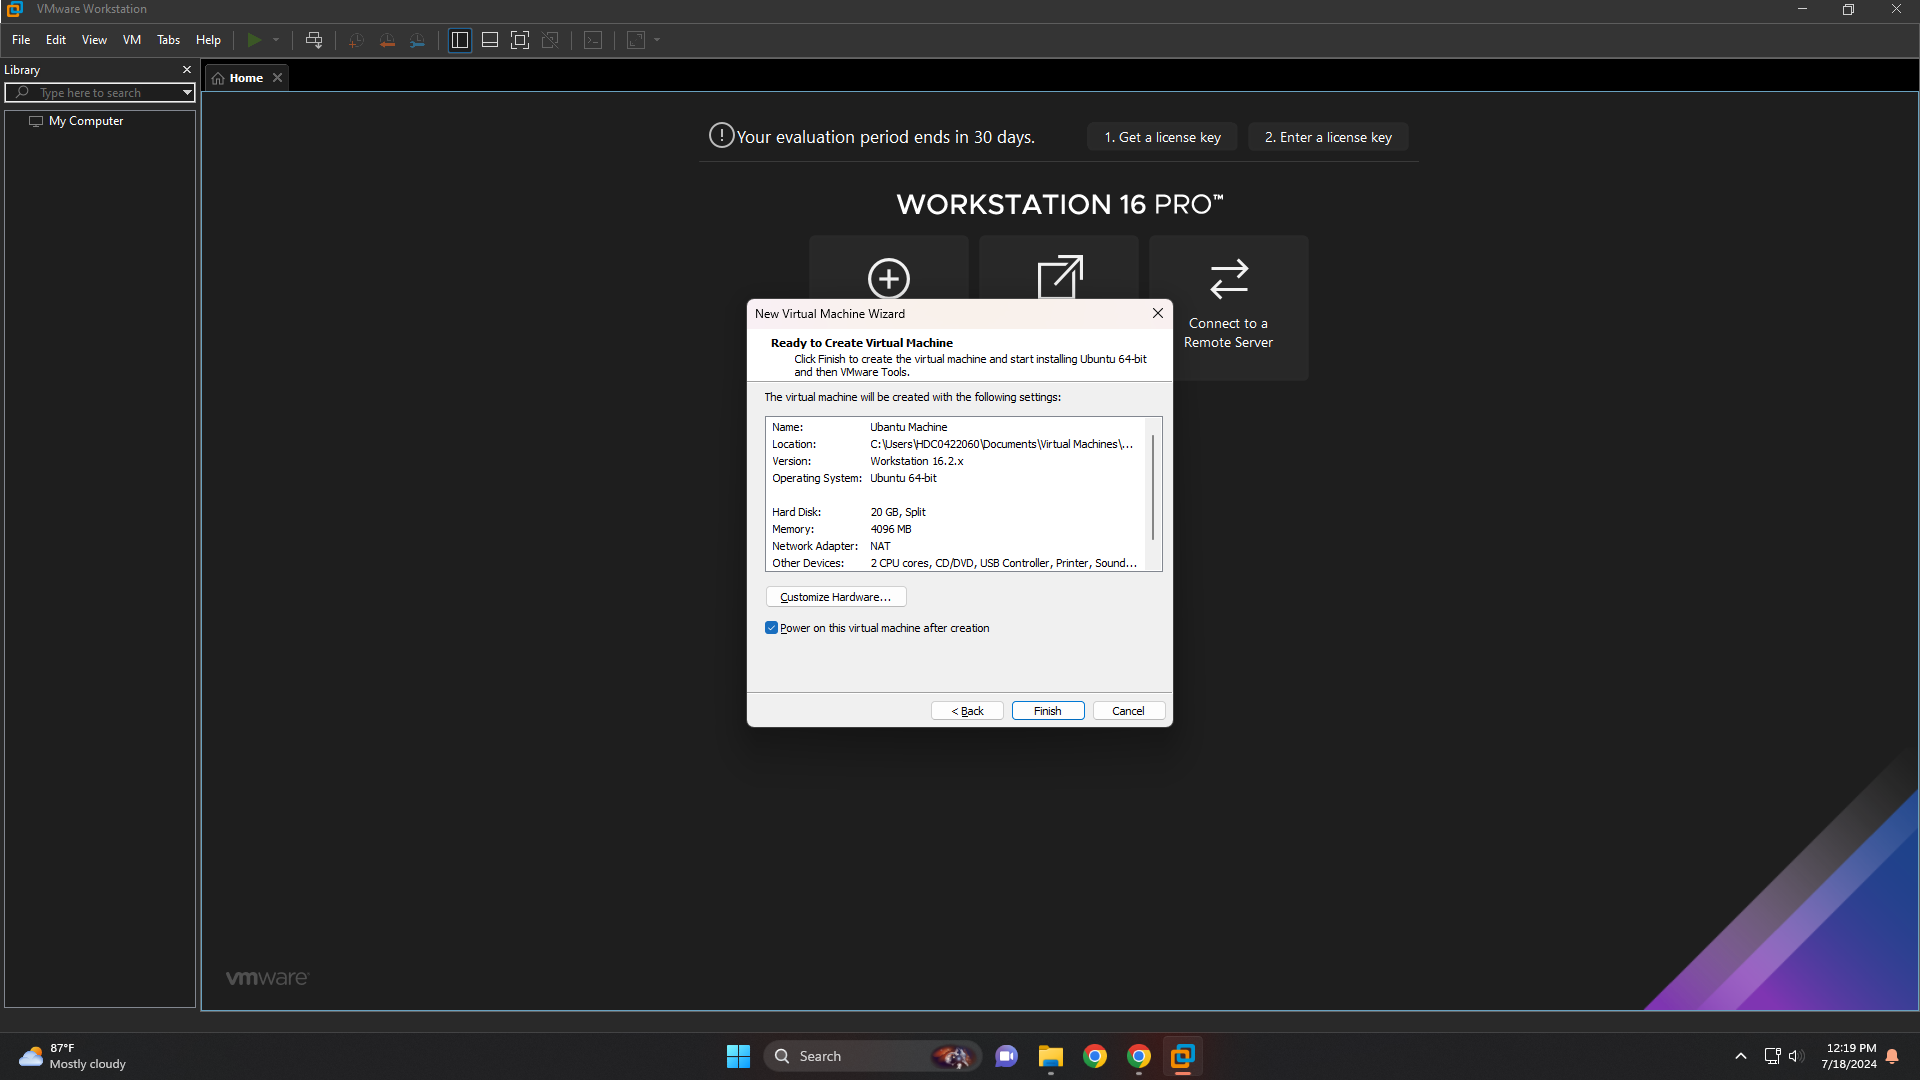 VMware Workstation
File Edit View VM Tabs Help
Library
Type here to search
My Computer
Home
Your evaluation period ends in 30 days.
1. Get a license key
2. Enter a license key
WORKSTATION 16 PRO™
Connect to a
Remote Server
New Virtual Machine Wizard
Ready to Create Virtual Machine
Click Finish to create the virtual machine and start installing Ubuntu 64-bit
and then VMware Tools.
The virtual machine will be created with the following settings:
Name: Ubantu Machine
Location: C:\Users\HDC0422060\Documents\Virtual Machines\...
Version: Workstation 16.2.x
Operating System: Ubuntu 64-bit
Hard Disk: 20 GB, Split
Memory: 4096 MB
Network Adapter: NAT
Other Devices: 2 CPU cores, CD/DVD, USB Controller, Printer, Sound...
Customize Hardware...
Power on this virtual machine after creation
< Back
Finish
Cancel
vmware
87°F
Mostly cloudy
Search
12:19 PM
7/18/2024